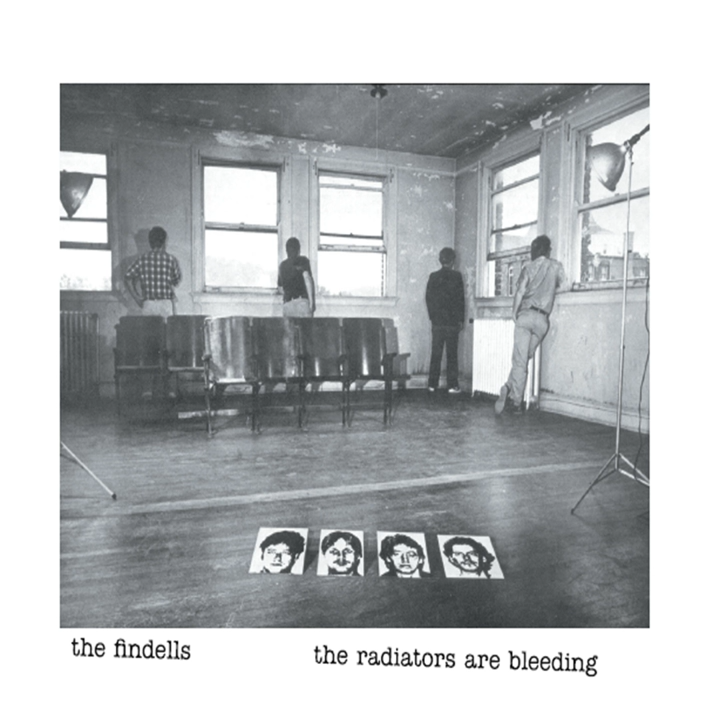 the findells
the radiators are bleeding